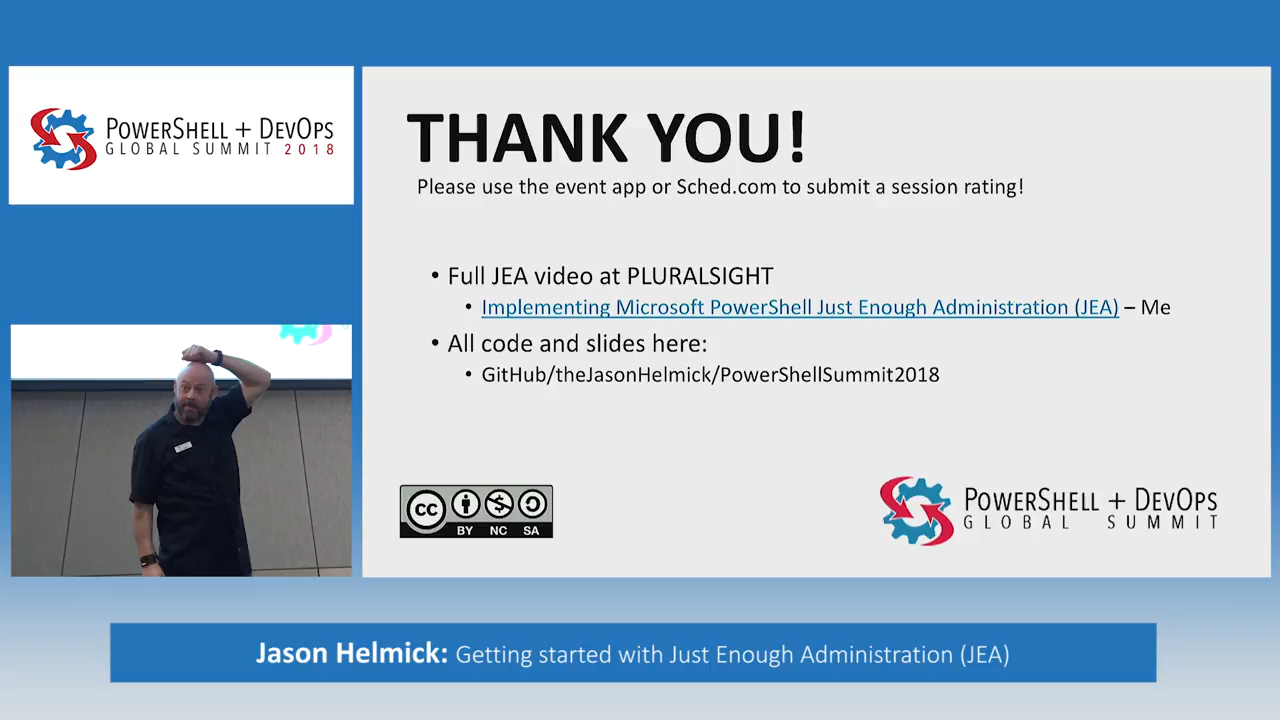 POWERSHELL + DEVOPS
GLOBAL SUMMIT 2018
THANK YOU!
Please use the event app or Sched.com to submit a session rating!
• Full JEA video at PLURALSIGHT
• Implementing Microsoft PowerShell Just Enough Administration (JEA) – Me
• All code and slides here:
• GitHub/theJasonHelmick/PowerShellSummit2018
cc BY NC SA
POWERSHELL + DEVOPS
GLOBAL SUMMIT
Jason Helmick: Getting started with Just Enough Administration (JEA)